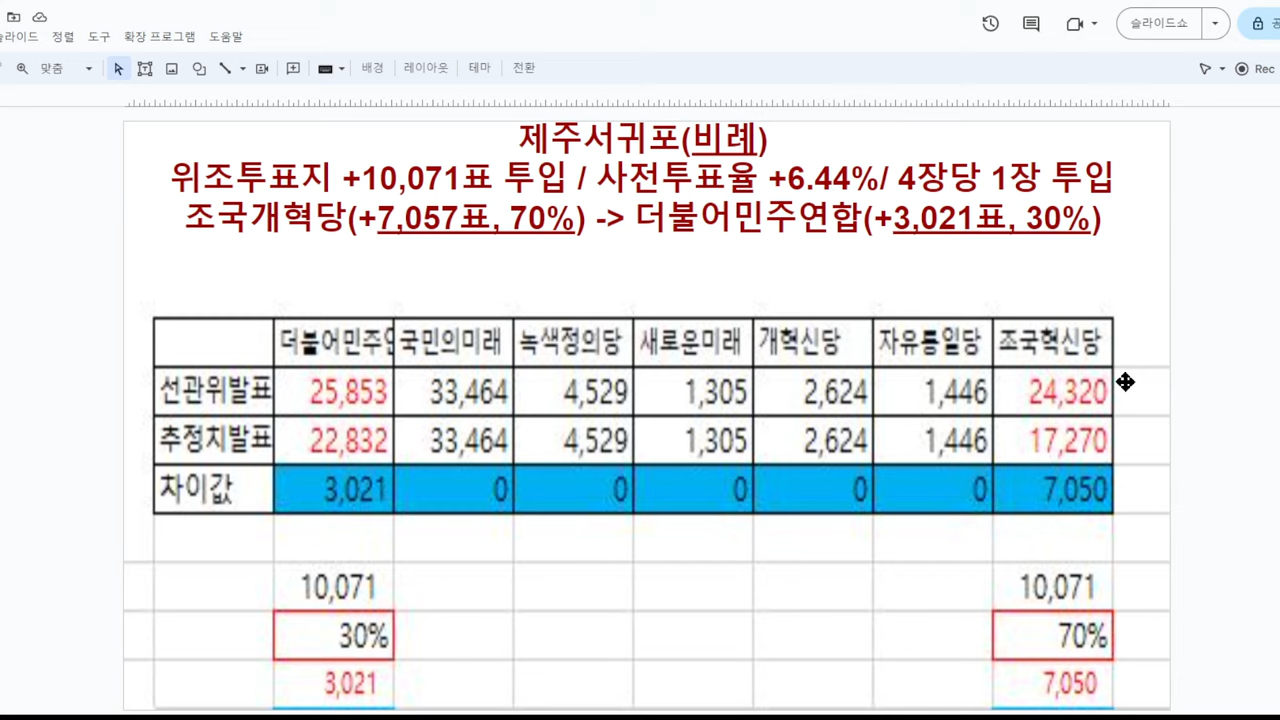 슬라이드 정렬 도구 확장 프로그램 도움말
슬라이드쇼
맞춤 배경 레이아웃 테마 전환 Rec
제주서귀포(비례)
위조투표지 +10,071표 투입 / 사전투표율 +6.44%/ 4장당 1장 투입
조국개혁당(+7,057표, 70%) -> 더불어민주연합(+3,021표, 30%)
더불어민주연 국민의미래 녹색정의당 새로운미래 개혁신당 자유통일당 조국혁신당
선관위발표 25,853 33,464 4,529 1,305 2,624 1,446 24,320
추정치발표 22,832 33,464 4,529 1,305 2,624 1,446 17,270
차이값 3,021 0 0 0 0 0 7,050
10,071 10,071
30% 70%
3,021 7,050